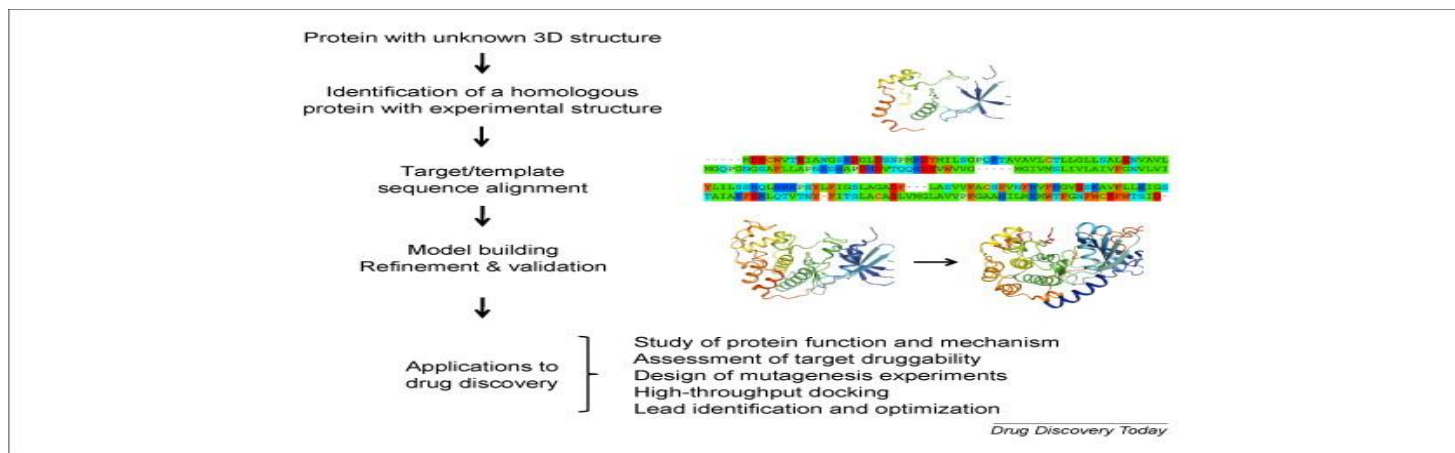 Protein with unknown 3D structure
Identification of a homologous
protein with experimental structure
Target/template
sequence alignment
Model building
Refinement & validation
Applications to
drug discovery
Study of protein function and mechanism
Assessment of target druggability
Design of mutagenesis experiments
High-throughput docking
Lead identification and optimization
Drug Discovery Today